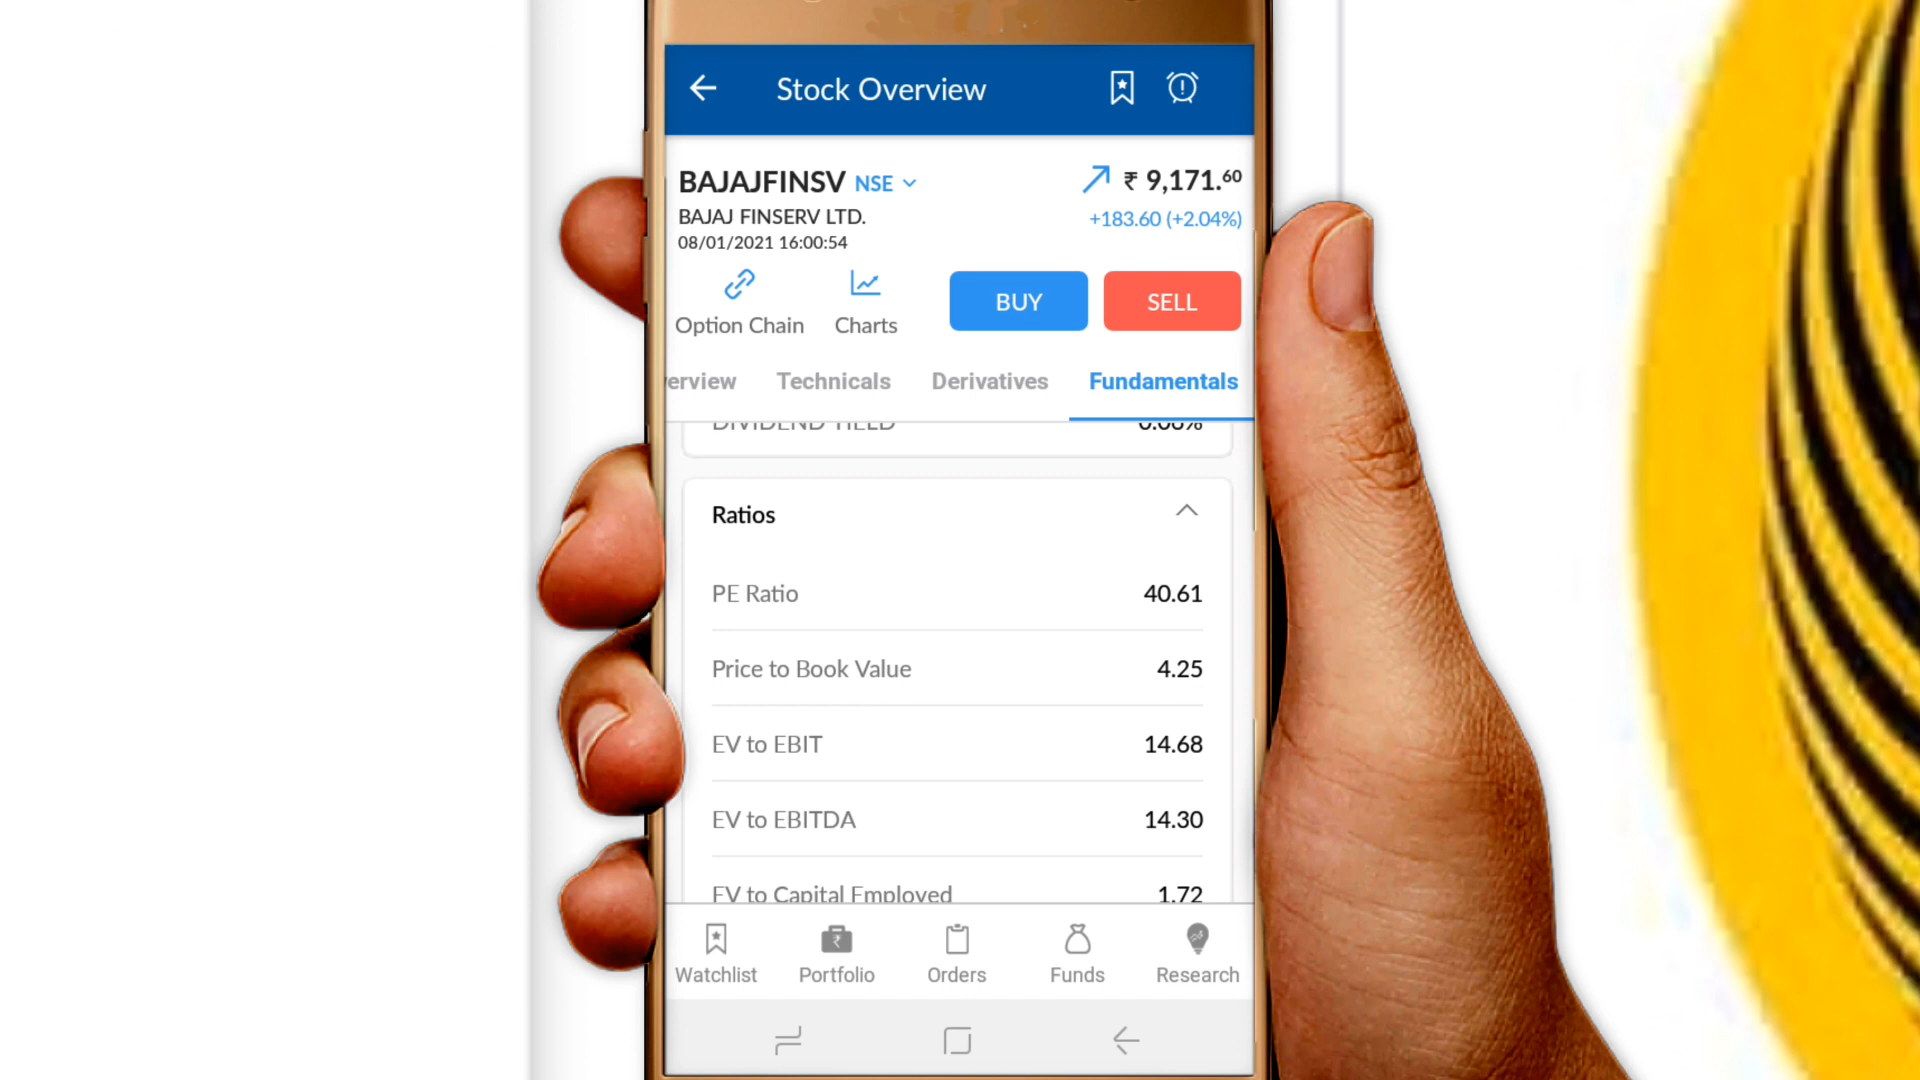 Stock Overview
BAJAJFINSV NSE
₹ 9,171.60
BAJAJ FINSERV LTD.
+183.60 (+2.04%)
08/01/2021 16:00:54
Option Chain
Charts
BUY
SELL
erview
Technicals
Derivatives
Fundamentals
DIVIDEND YIELD
Ratios
PE Ratio 40.61
Price to Book Value 4.25
EV to EBIT 14.68
EV to EBITDA 14.30
EV to Capital Employed 1.72
Watchlist
Portfolio
Orders
Funds
Research